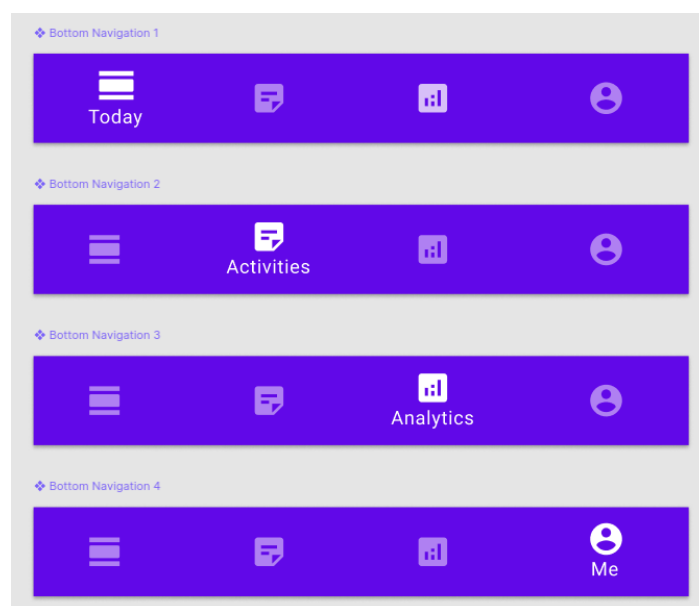 Bottom Navigation 1
Today
Bottom Navigation 2
Activities
Bottom Navigation 3
Analytics
Bottom Navigation 4
Me